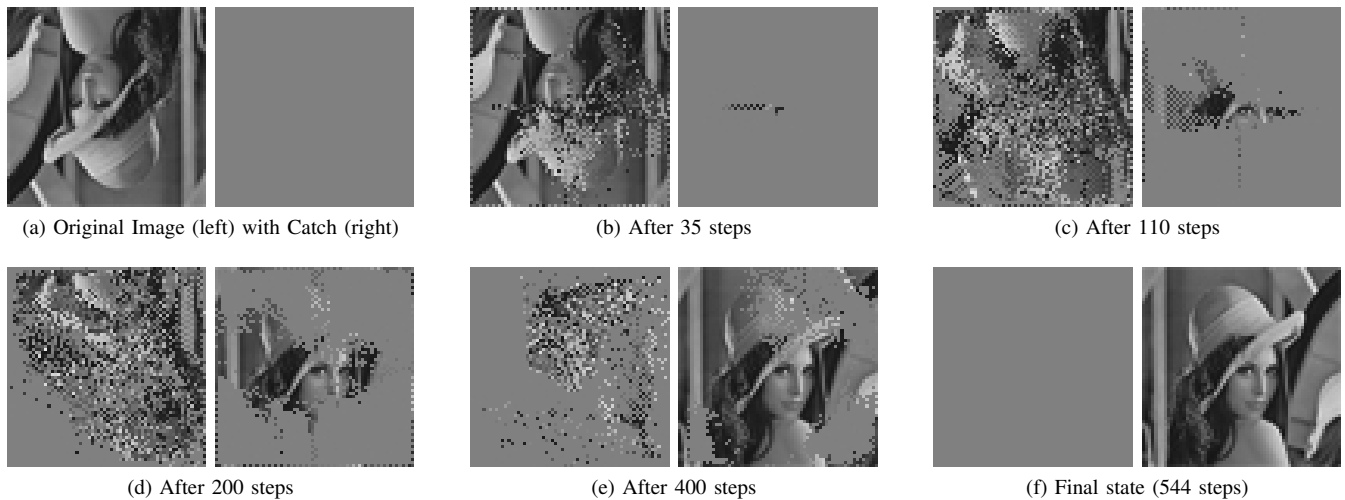 (a) Original Image (left) with Catch (right)
(b) After 35 steps
(c) After 110 steps
(d) After 200 steps
(e) After 400 steps
(f) Final state (544 steps)